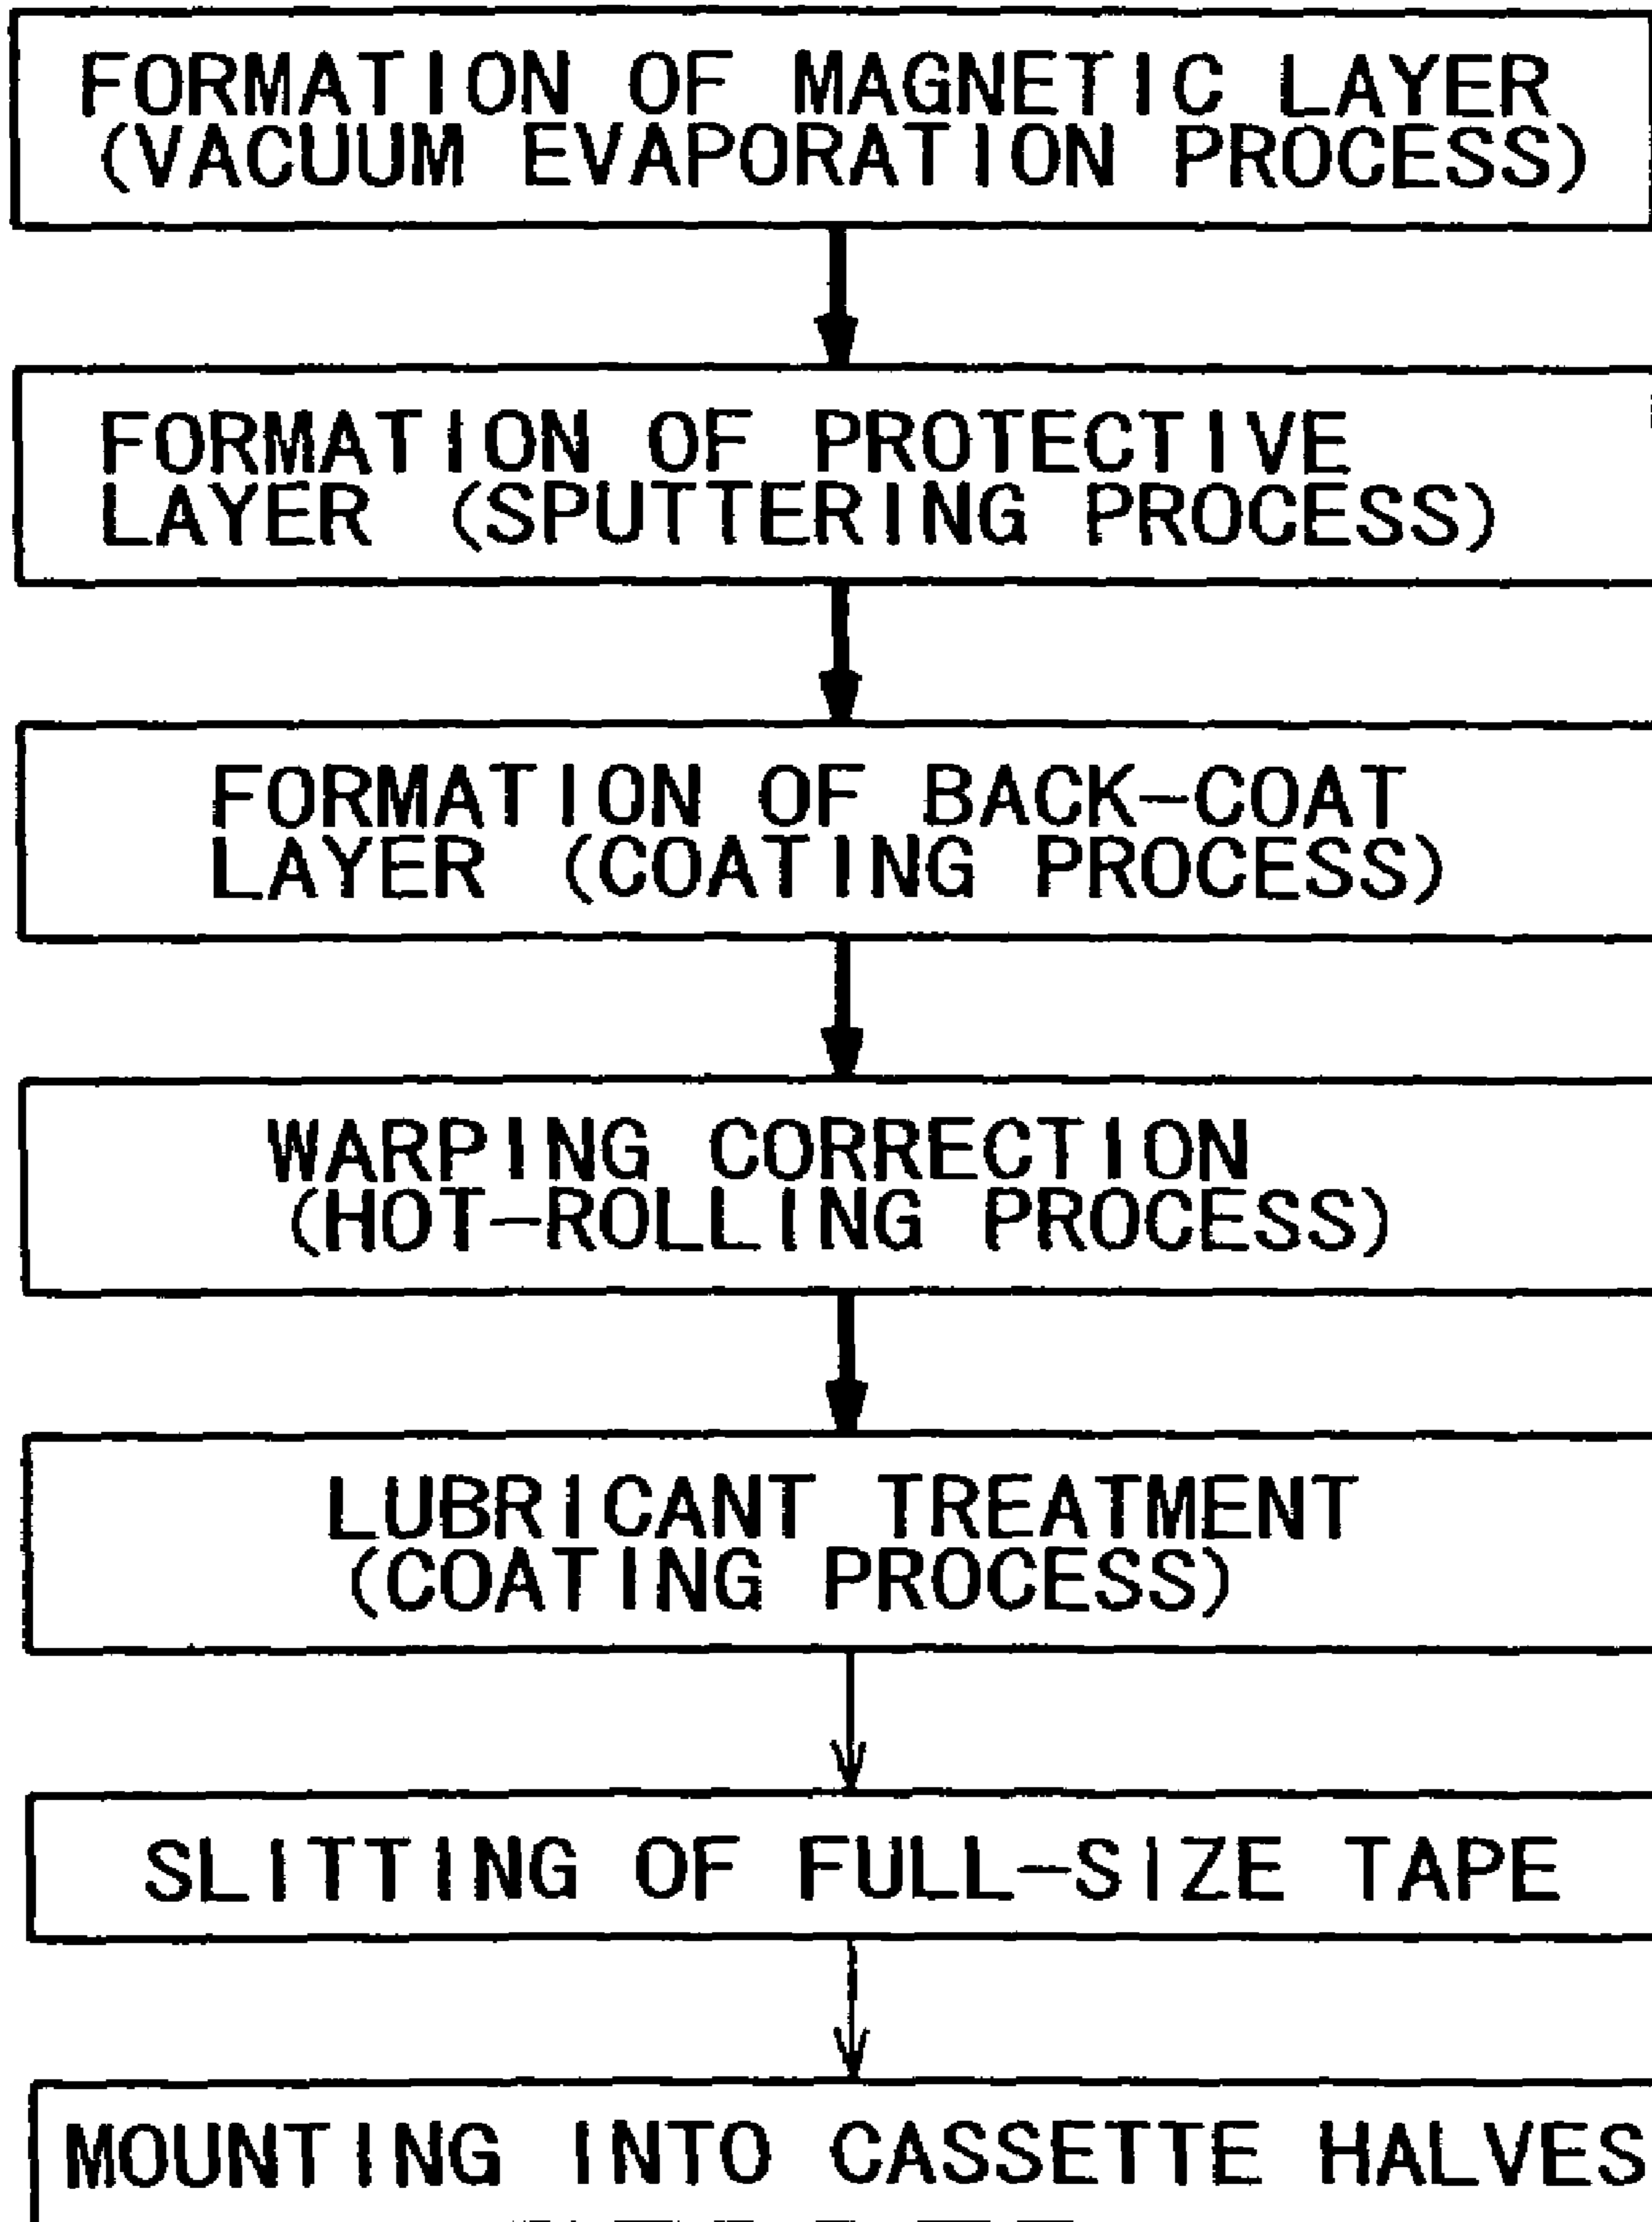 FORMATION OF MAGNETIC LAYER
(VACUUM EVAPORATION PROCESS)
FORMATION OF PROTECTIVE
LAYER (SPUTTERING PROCESS)
FORMATION OF BACK-COAT
LAYER (COATING PROCESS)
WARPING CORRECTION
(HOT-ROLLING PROCESS)
LUBRICANT TREATMENT
(COATING PROCESS)
SLITTING OF FULL-SIZE TAPE
MOUNTING INTO CASSETTE HALVES